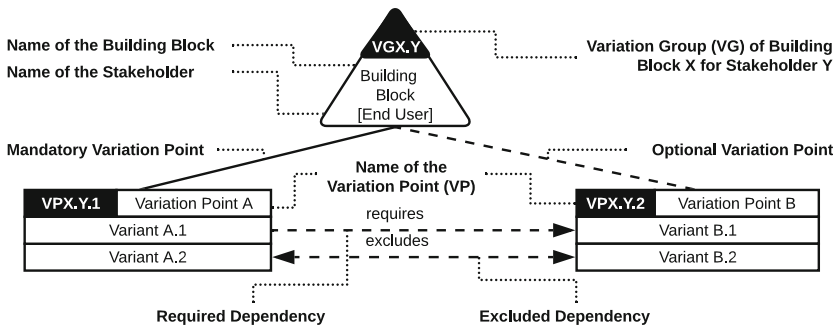 VGX.Y
Name of the Building Block
Name of the Stakeholder
Building
Block
[End User]
Variation Group (VG) of Building
Block X for Stakeholder Y
Mandatory Variation Point
Optional Variation Point
Name of the
Variation Point (VP)
VPX.Y.1 Variation Point A
Variant A.1
Variant A.2
requires
excludes
VPX.Y.2 Variation Point B
Variant B.1
Variant B.2
Required Dependency
Excluded Dependency